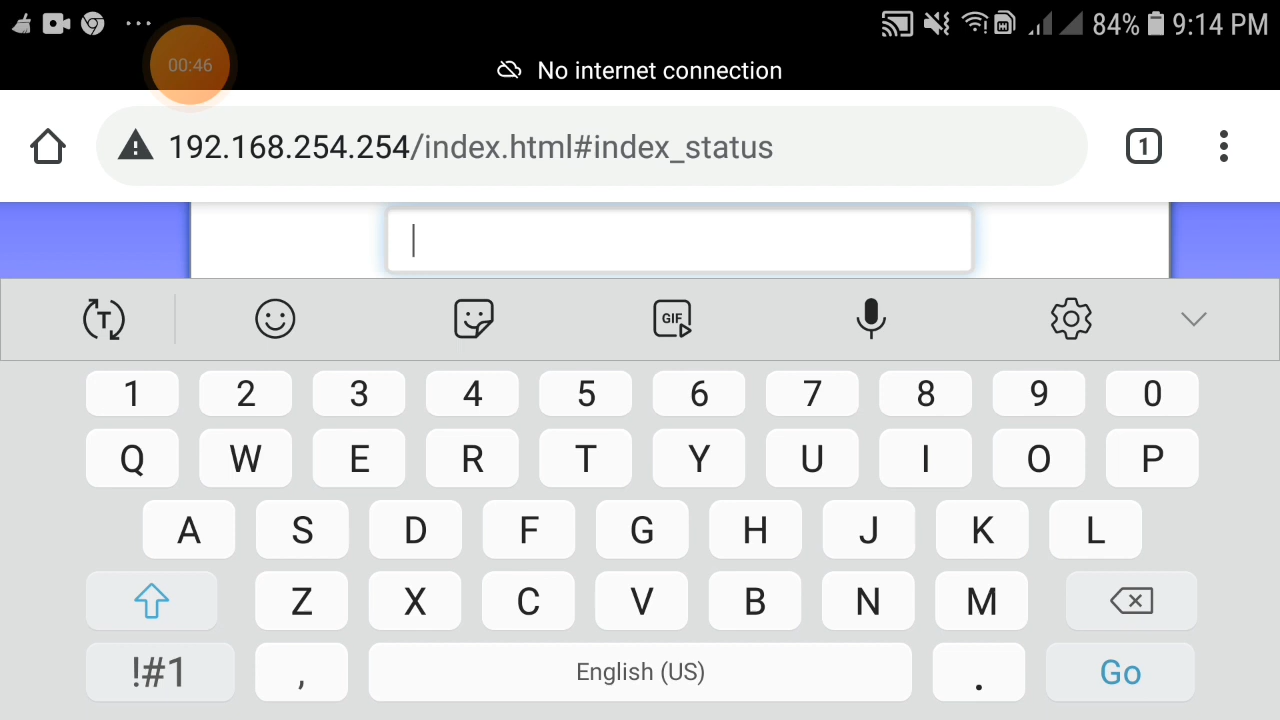 84% 9:14 PM
00:46
No internet connection
192.168.254.254/index.html#index_status
1
T
GIF
1 2 3 4 5 6 7 8 9 0
Q W E R T Y U I O P
A S D F G H J K L
Z X C V B N M
!#1 , English (US) . Go